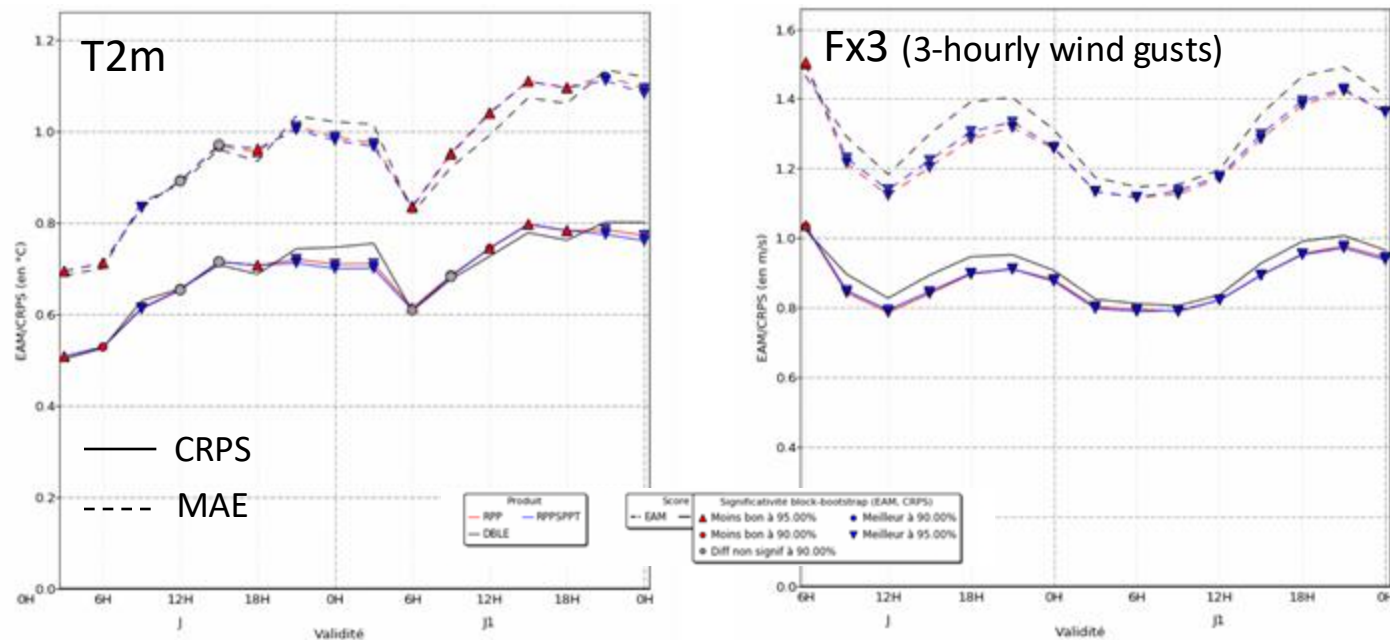 T2m
EAM/CRPS (en °C)
1.2
1.0
0.8
0.6
0.4
0.2
0.0
CRPS
MAE
0H 6H 12H 18H 0H 6H 12H 18H 0H
J J1
Validité
Fx3 (3-hourly wind gusts)
EAM/CRPS (en m/s)
1.6
1.4
1.2
1.0
0.8
0.6
0.4
0.0
6H 12H 18H 0H 6H 12H 18H 0H
J J1
Validité
Produit
RPP RPPSPPT
DBLE
Score
EAM
Significativité block-bootstrap (EAM, CRPS)
Moins bon à 95.00% Meilleur à 90.00%
Moins bon à 90.00% Meilleur à 95.00%
Diff non signif à 90.00%